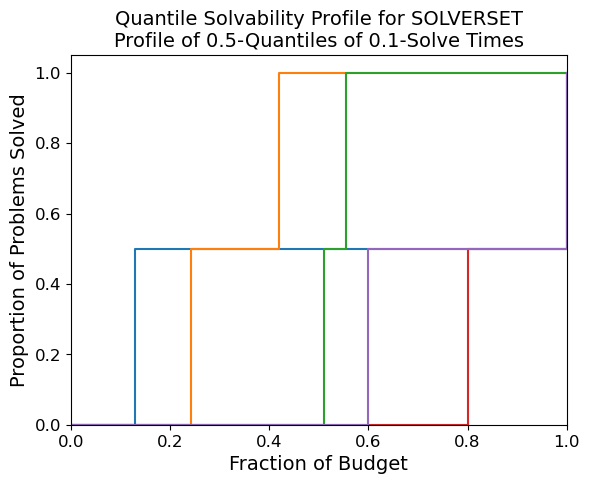 Quantile Solvability Profile for SOLVERSET
Profile of 0.5-Quantiles of 0.1-Solve Times
Proportion of Problems Solved
1.0
0.8
0.6
0.4
0.2
0.0
0.0 0.2 0.4 0.6 0.8 1.0
Fraction of Budget